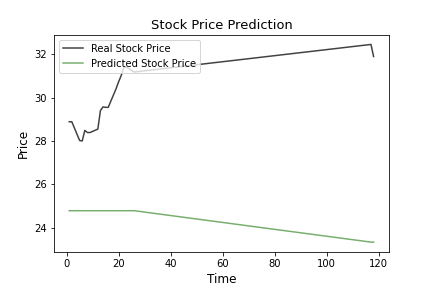 Stock Price Prediction
Real Stock Price
Predicted Stock Price
Price
32
30
28
26
24
0 20 40 60 80 100 120
Time